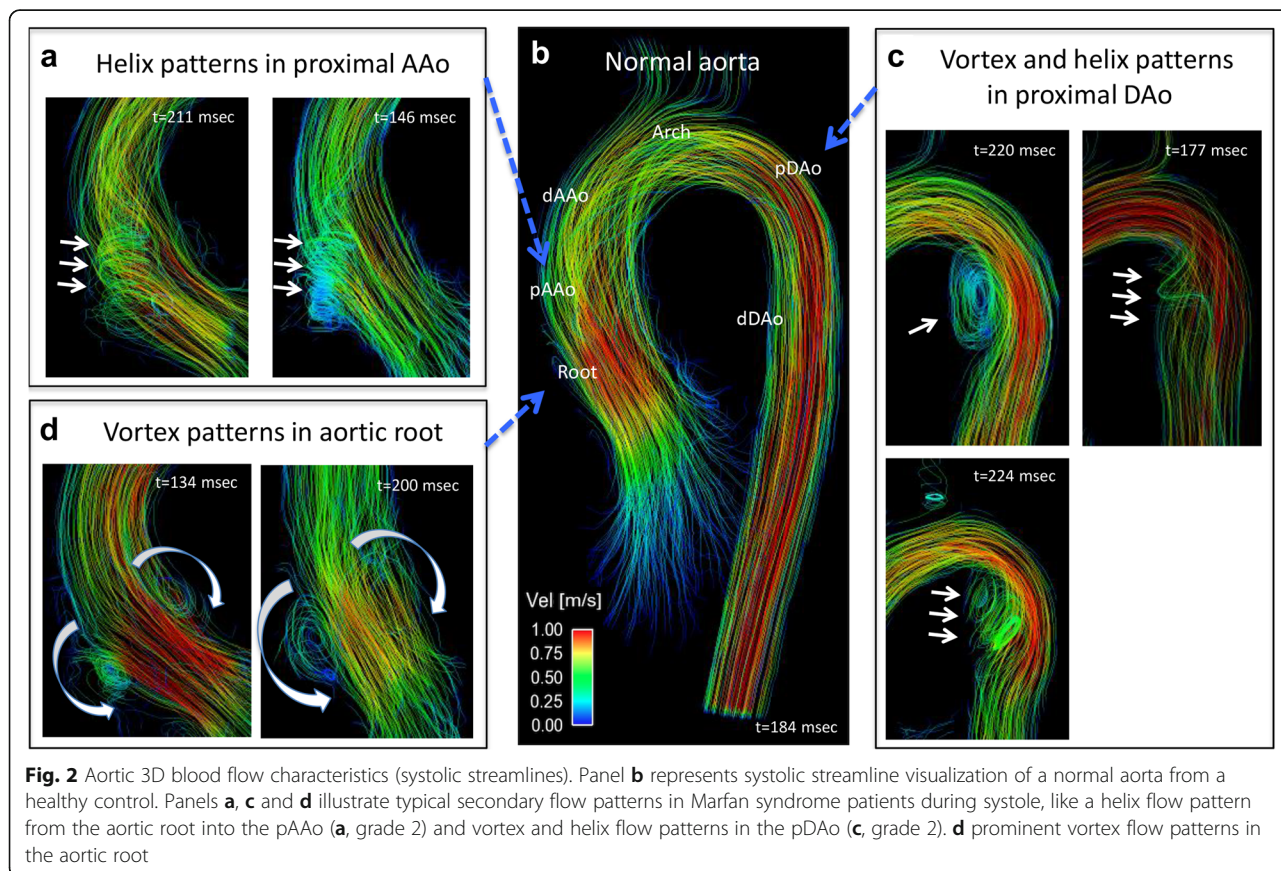 a
Helix patterns in proximal AAo
t=211 msec
t=146 msec
b
Normal aorta
Arch
pDAo
dAAo
pAAo
dDAo
Root
Vel [m/s]
1.00
0.75
0.50
0.25
0.00
t=184 msec
c
Vortex and helix patterns
in proximal DAo
t=220 msec
t=177 msec
t=224 msec
d
Vortex patterns in aortic root
t=134 msec
t=200 msec
Fig. 2 Aortic 3D blood flow characteristics (systolic streamlines). Panel b represents systolic streamline visualization of a normal aorta from a
healthy control. Panels a, c and d illustrate typical secondary flow patterns in Marfan syndrome patients during systole, like a helix flow pattern
from the aortic root into the pAAo (a, grade 2) and vortex and helix flow patterns in the pDAo (c, grade 2). d prominent vortex flow patterns in
the aortic root